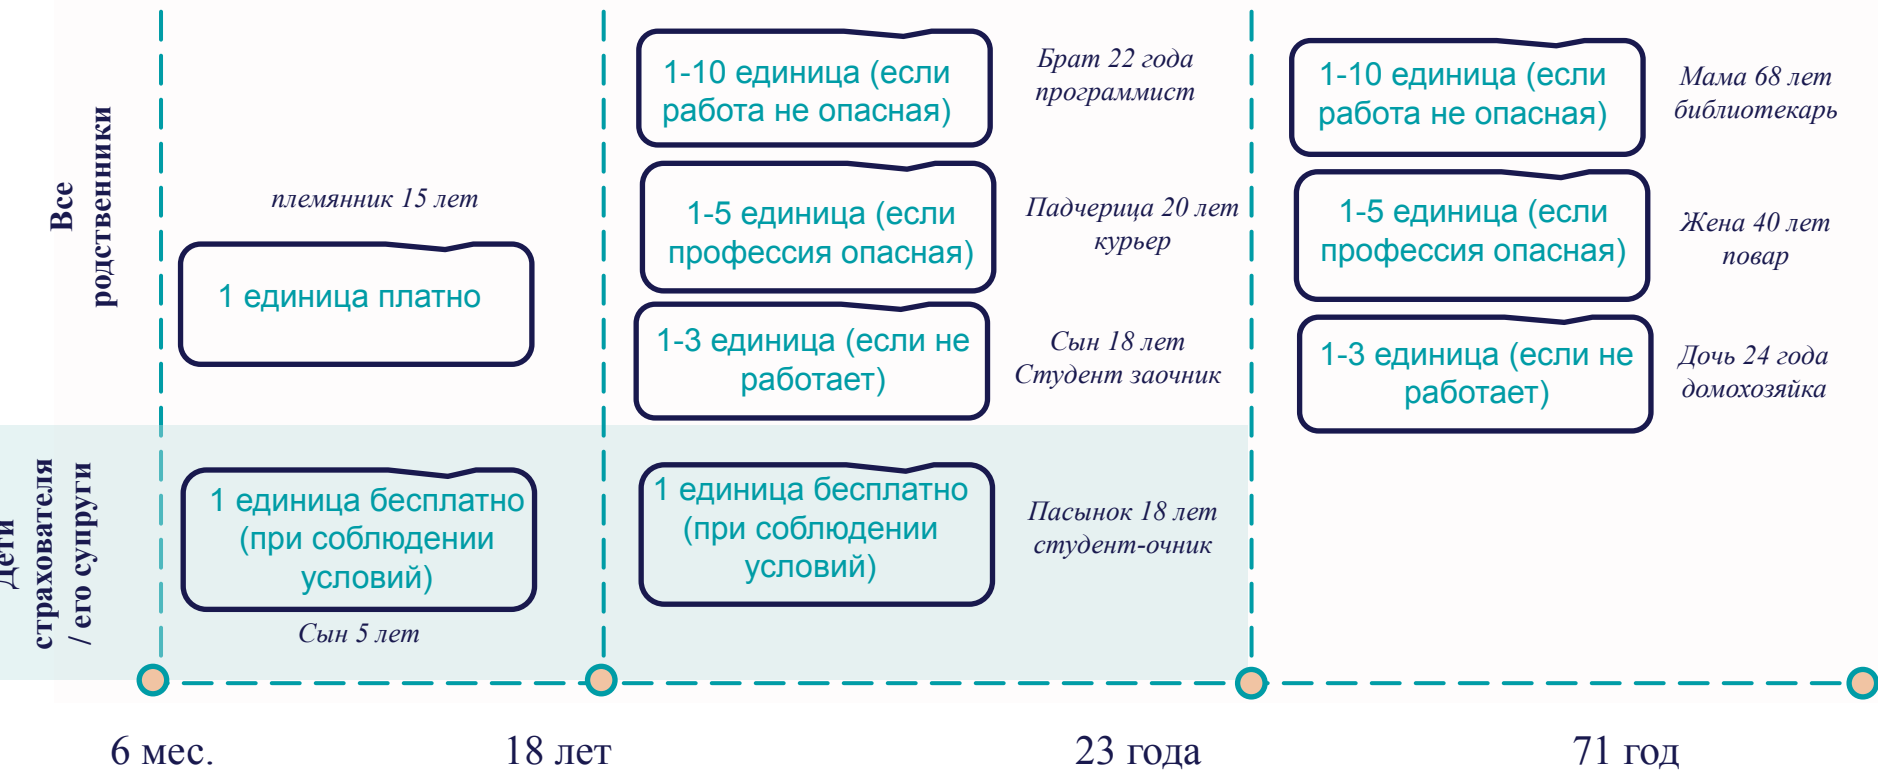 Все
родственники
племянник 15 лет
1 единица платно
1-10 единица (если
работа не опасная)
Брат 22 года
программист
1-5 единица (если
профессия опасная)
Падчерица 20 лет
курьер
1-3 единица (если не
работает)
Сын 18 лет
Студент заочник
1-10 единица (если
работа не опасная)
Мама 68 лет
библиотекарь
1-5 единица (если
профессия опасная)
Жена 40 лет
повар
1-3 единица (если не
работает)
Дочь 24 года
домохозяйка
Дети
страхователя
/ его супруги
1 единица бесплатно
(при соблюдении
условий)
Сын 5 лет
1 единица бесплатно
(при соблюдении
условий)
Пасынок 18 лет
студент-очник
6 мес.
18 лет
23 года
71 год